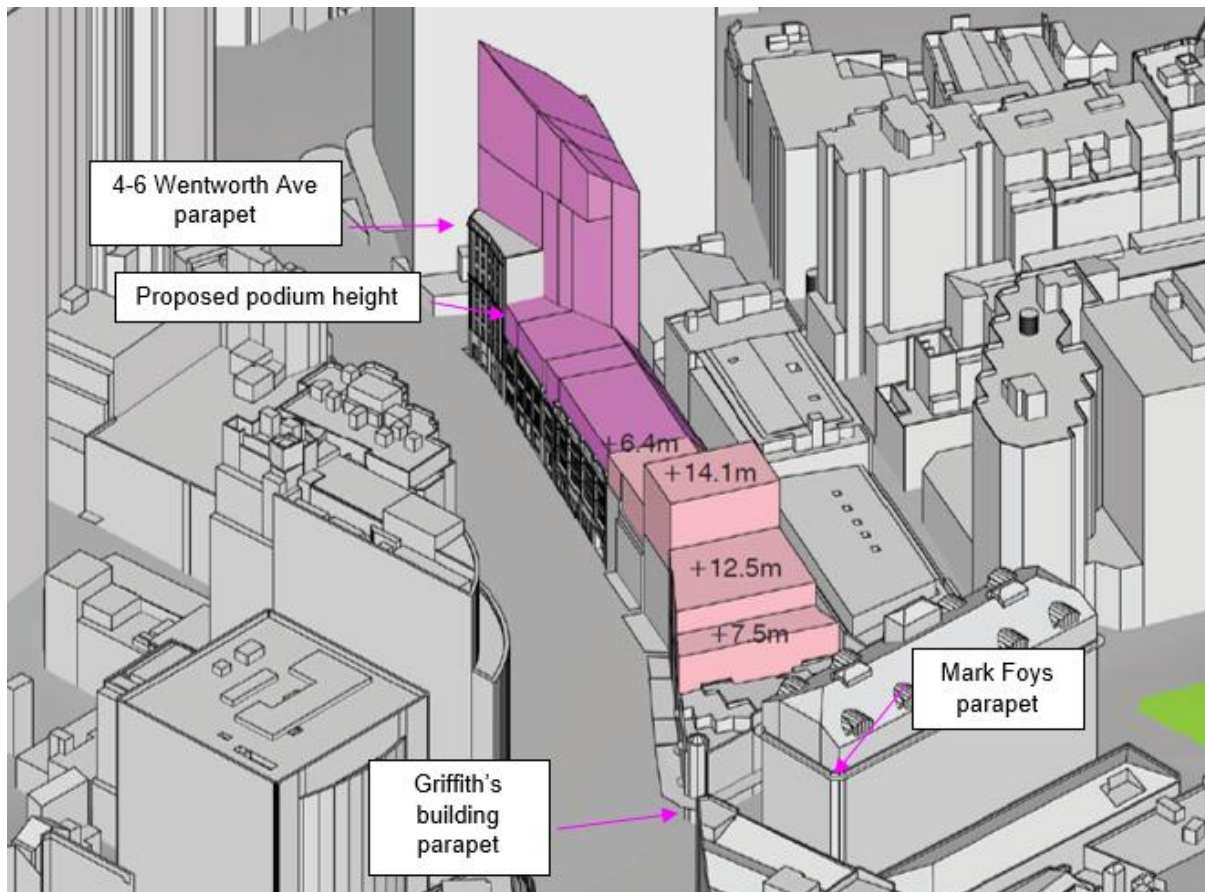 4-6 Wentworth Ave
parapet
Proposed podium height
+6.4m
+14.1m
+12.5m
+7.5m
Mark Foys
parapet
Griffith's
building
parapet